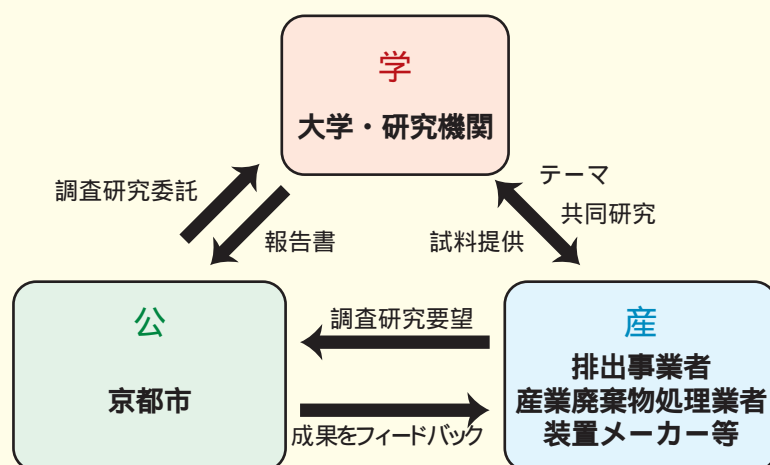 学
大学・研究機関
調査研究委託
報告書
テーマ
共同研究
試料提供
公
京都市
調査研究要望
成果をフィードバック
産
排出事業者
産業廃棄物処理業者
装置メーカー等